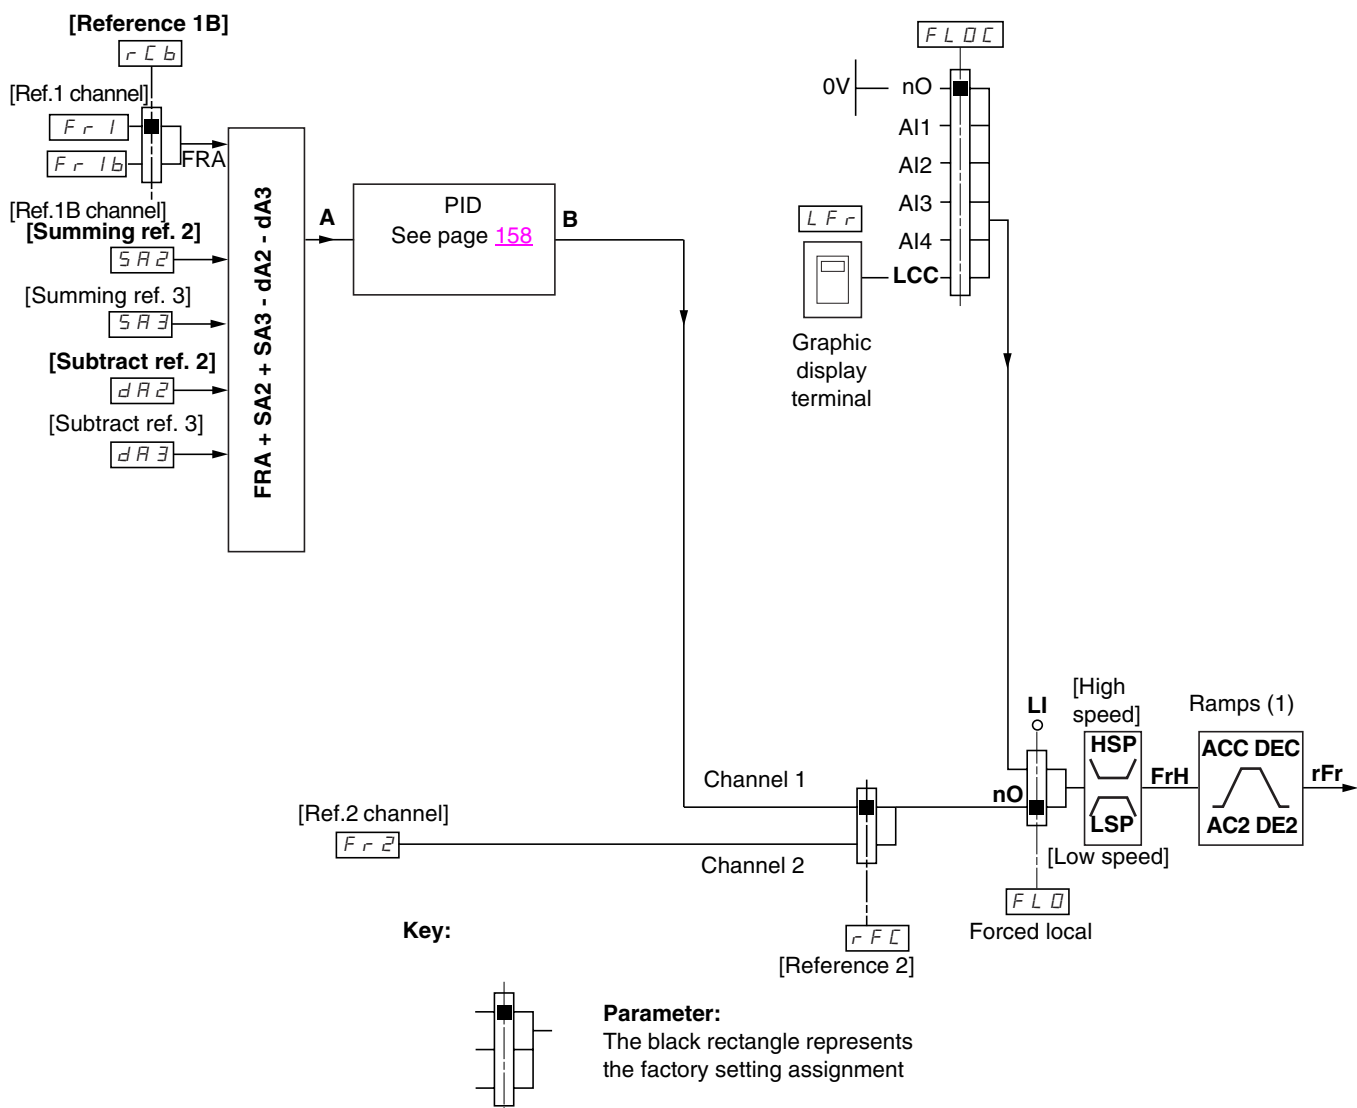 [Reference 1B]
rCb
[Ref.1 channel]
Fr1
Fr1b
FRA
[Ref.1B channel]
[Summing ref. 2]
SA2
[Summing ref. 3]
SA3
[Subtract ref. 2]
dA2
[Subtract ref. 3]
dA3
FRA + SA2 + SA3 - dA2 - dA3
A
PID
See page 158
B
FLOC
0V
nO
AI1
AI2
AI3
AI4
LFr
LCC
Graphic
display
terminal
Channel 1
[Ref.2 channel]
Fr2
Channel 2
rFC
[Reference 2]
LI
nO
FLO
Forced local
[High
speed]
HSP
LSP
[Low speed]
FrH
Ramps (1)
ACC DEC
AC2 DE2
rFr
Key:
Parameter:
The black rectangle represents
the factory setting assignment